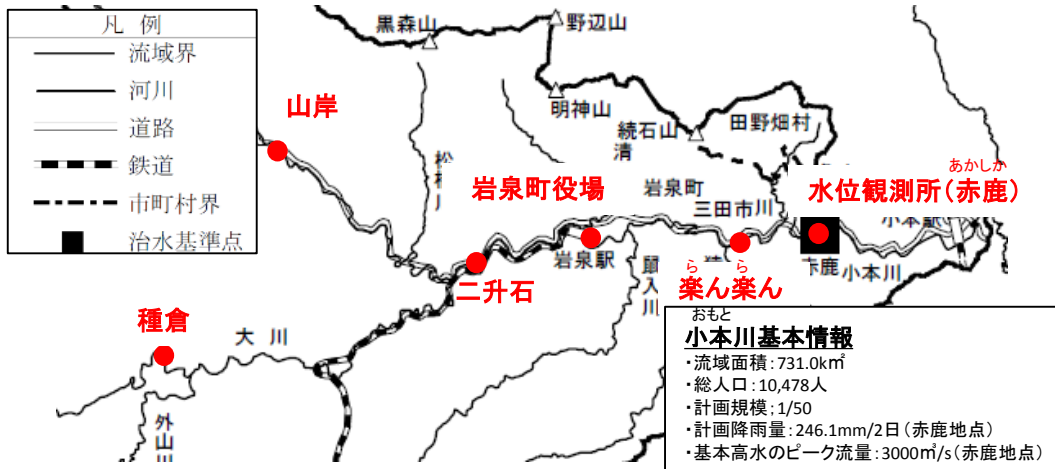 凡例
流域界
河川
道路
鉄道
市町村界
治水基準点
黒森山
野辺山
明神山
続石山
清
田野畑村
山岸
松橋川
岩泉町役場
岩泉町
三田市川
あかしか
水位観測所(赤鹿)
小本駅
赤鹿
小本川
岩泉駅
鼠入川
二升石
らら
楽ん楽ん
種倉
大川
外山川
おもと
小本川基本情報
・流域面積:731.0km²
・総人口:10,478人
・計画規模;1/50
・計画降雨量:246.1mm/2日(赤鹿地点)
・基本高水のピーク流量:3000㎥/s(赤鹿地点)